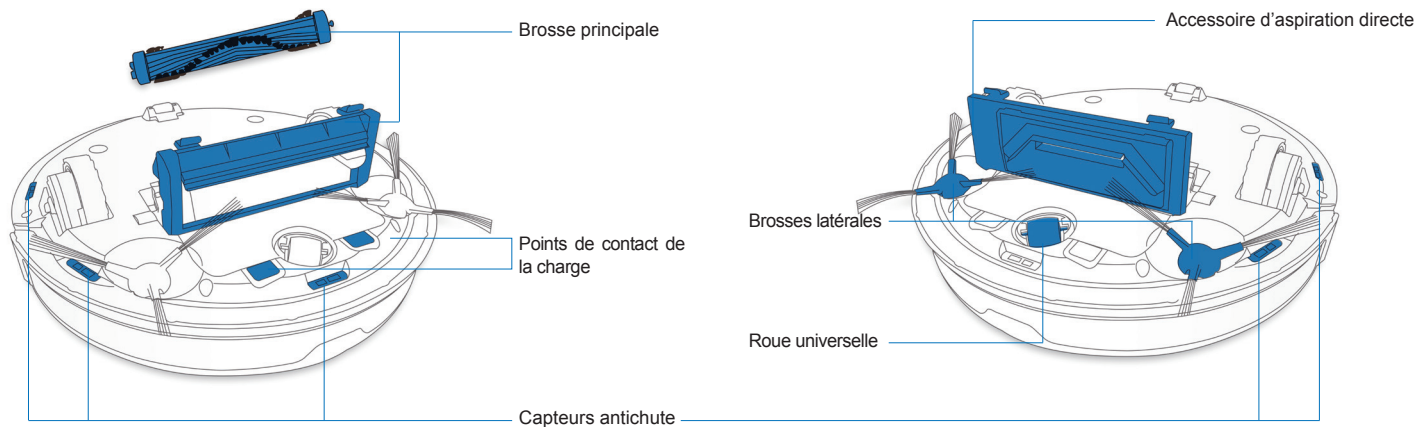 Brosse principale
Accessoire d’aspiration directe
Brosses latérales
Points de contact de
la charge
Roue universelle
Capteurs antichute